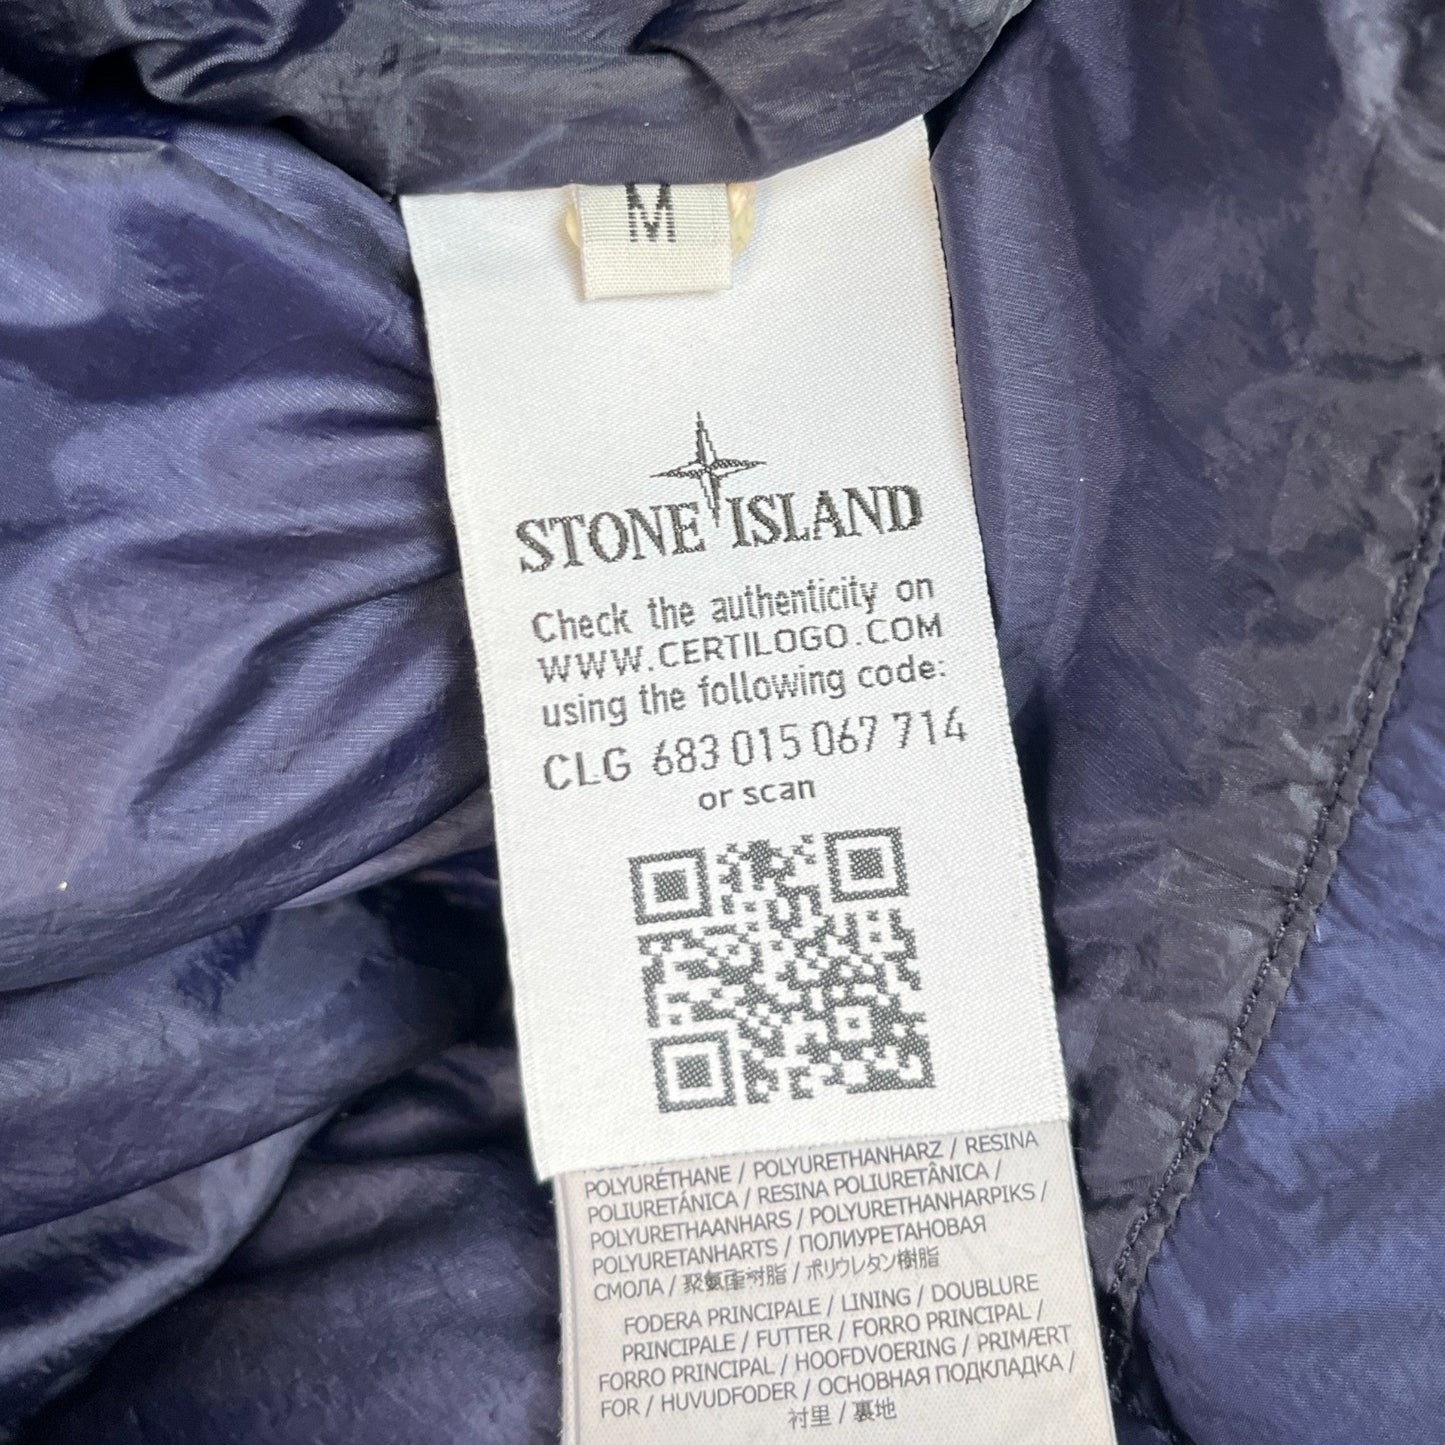 M
STONE ISLAND
Check the authenticity on
WWW.CERTILOGO.COM
using the following code:
CLG 683 015 067 714
or scan
POLYURÉTHANE / POLYURETHANHARZ / RESINA
POLIURETÁNICA / RESINA POLIURETÂNICA /
POLYURETHAANHARS / POLYURETHANHARPIKS /
POLYURETANHARTS / ПОЛИУРЕТАНОВАЯ
СМОЛА / 聚氨酯树脂 / ポリウレタン樹脂
FODERA PRINCIPALE / LINING / DOUBLURE
PRINCIPALE / FUTTER / FORRO PRINCIPAL /
FORRO PRINCIPAL / HOOFDVOERING / PRIMÆRT
FOR / HUVUDFODER / ОСНОВНАЯ ПОДКЛАДКА /
衬里 / 裏地